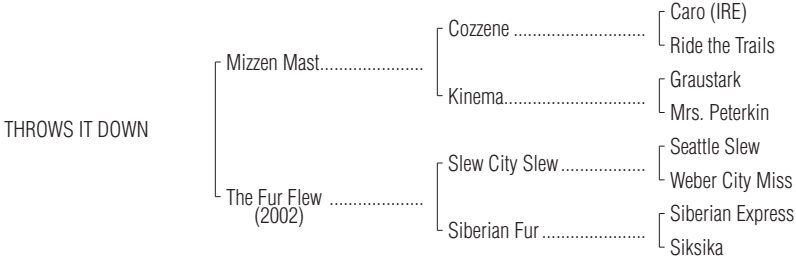 Caro (IRE)
Cozzene ............................
Ride the Trails
Mizzen Mast......................
Graustark
Kinema..............................
Mrs. Peterkin
THROWS IT DOWN
Seattle Slew
Slew City Slew ..................
Weber City Miss
The Fur Flew ....................
(2002)
Siberian Express
Siberian Fur ......................
Siksika